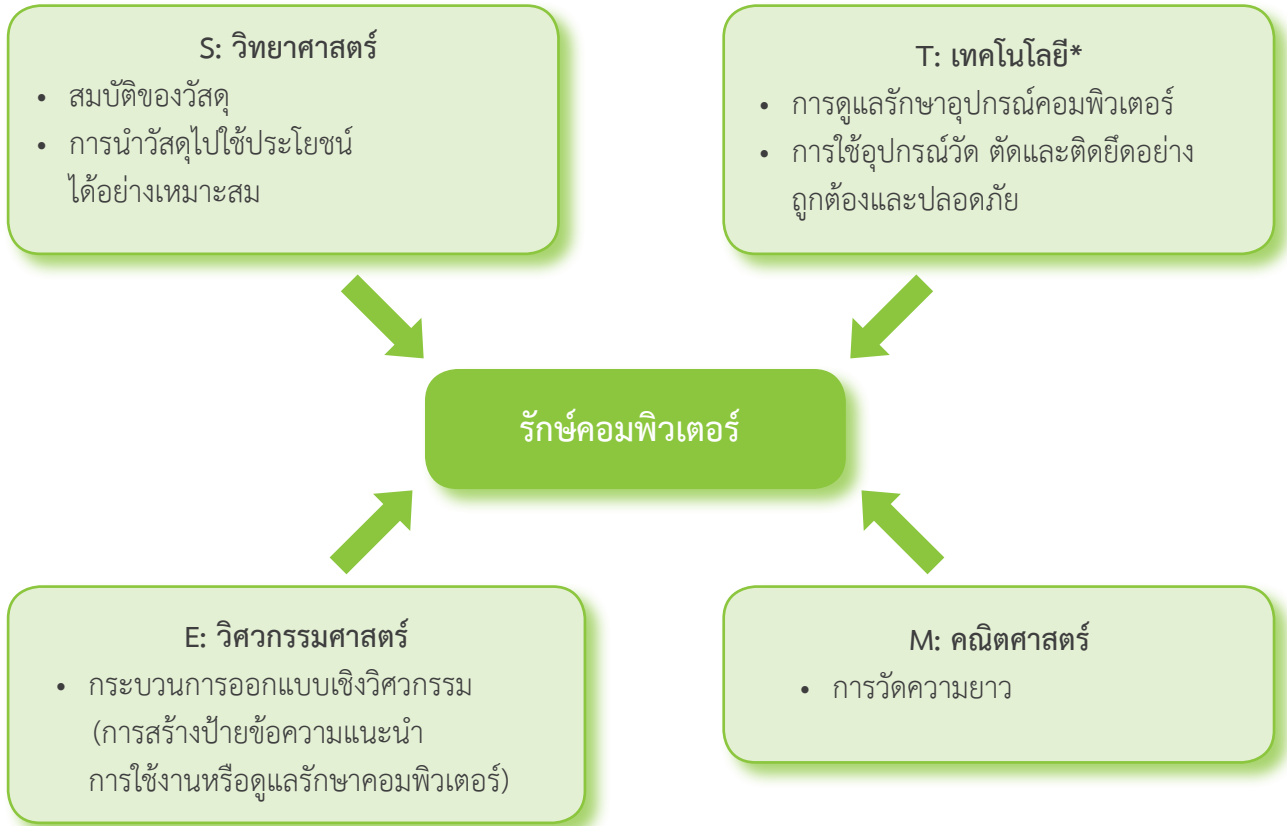 S: วิทยาศาสตร์
• สมบัติของวัสดุ
• การนำวัสดุไปใช้ประโยชน์
ได้อย่างเหมาะสม
T: เทคโนโลยี*
• การดูแลรักษาอุปกรณ์คอมพิวเตอร์
• การใช้อุปกรณ์วัด ตัดและติดยึดอย่าง
ถูกต้องและปลอดภัย
รักษ์คอมพิวเตอร์
E: วิศวกรรมศาสตร์
• กระบวนการออกแบบเชิงวิศวกรรม
(การสร้างป้ายข้อความแนะนำ
การใช้งานหรือดูแลรักษาคอมพิวเตอร์)
M: คณิตศาสตร์
• การวัดความยาว